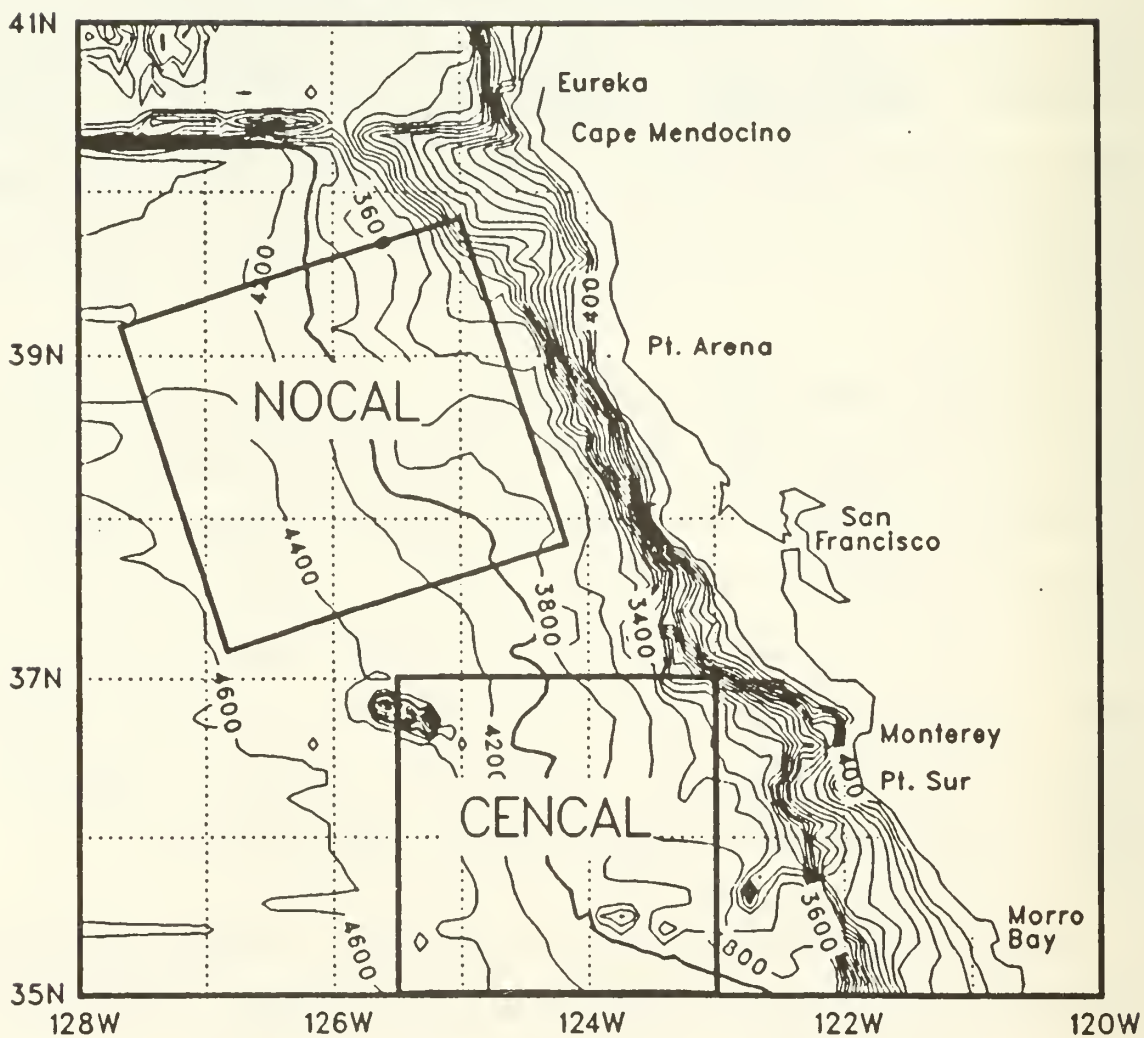 41N
Eureka
Cape Mendocino
360
4200
400
39N
Pt. Arena
NOCAL
San
Francisco
4400
3800
3400
37N
4600
Monterey
4200
400
Pt. Sur
CENCAL
Morro
Bay
3600
4600
800
35N
128W
126W
124W
122W
120W